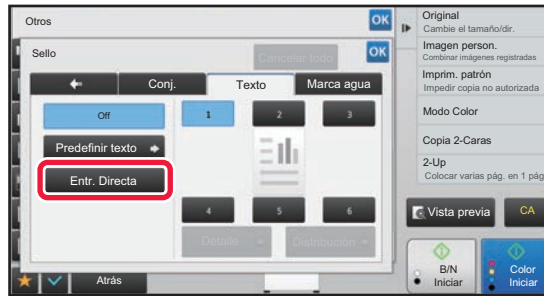 Otros
OK
Sello
Cancelar todo
OK
Conj.
Texto
Marca agua
Off
Predefinir texto
Entr. Directa
1
2
3
4
5
6
Detalle
Distribución
Atrás
Original
Cambie el tamaño/dir.
Imagen person.
Combinar imágenes registradas
Imprim. patrón
Impedir copia no autorizada
Modo Color
Copia 2-Caras
2-Up
Colocar varias pág. en 1 pág
Vista previa
CA
B/N
Iniciar
Color
Iniciar